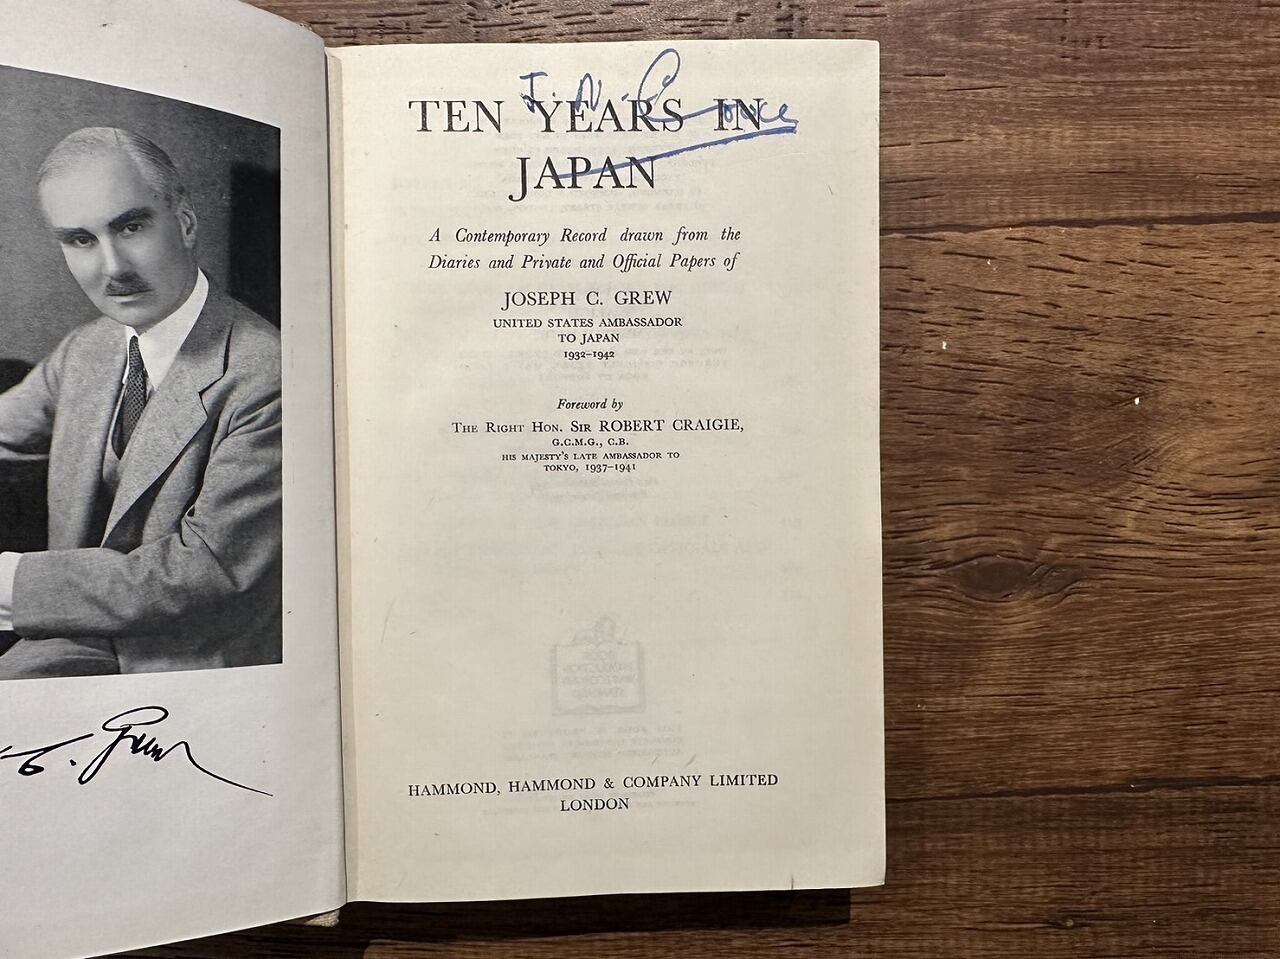 TEN YEARS IN
JAPAN
A Contemporary Record drawn from the
Diaries and Private and Official Papers of
JOSEPH C. GREW
UNITED STATES AMBASSADOR
TO JAPAN
1932–1942
Foreword by
THE RIGHT HON. SIR ROBERT CRAIGIE,
G.C.M.G., C.B.
HIS MAJESTY'S LATE AMBASSADOR TO
TOKYO, 1937–1941
HAMMOND, HAMMOND & COMPANY LIMITED
LONDON
C. Grew